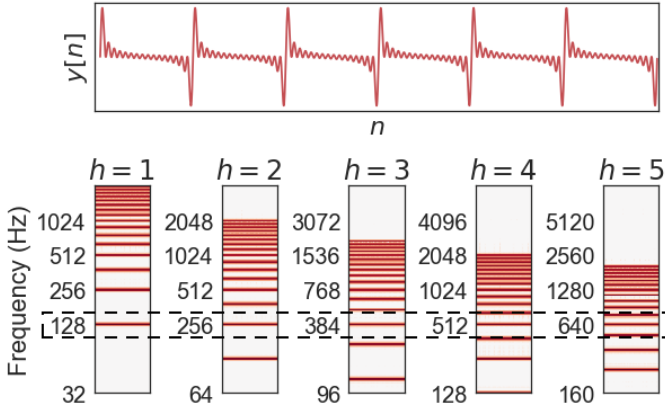 y[n]
n
h = 1 h = 2 h = 3 h = 4 h = 5
Frequency (Hz)
1024 2048 3072 4096 5120
512 1024 1536 2048 2560
256 512 768 1024 1280
128 256 384 512 640
32 64 96 128 160